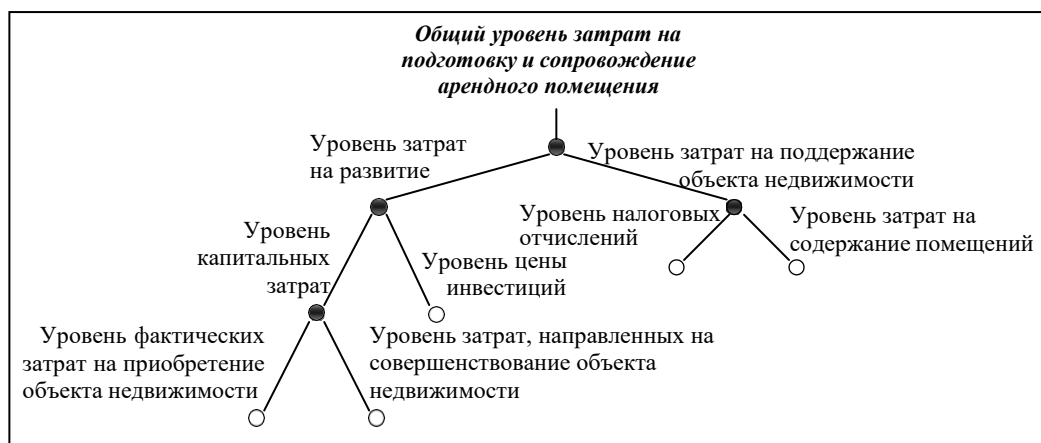 Общий уровень затрат на
подготовку и сопровождение
арендного помещения
Уровень затрат
на развитие
Уровень затрат на поддержание
объекта недвижимости
Уровень
капитальных
затрат
Уровень цены
инвестиций
Уровень налоговых
отчислений
Уровень затрат на
содержание помещений
Уровень фактических
затрат на приобретение
объекта недвижимости
Уровень затрат, направленных на
совершенствование объекта
недвижимости